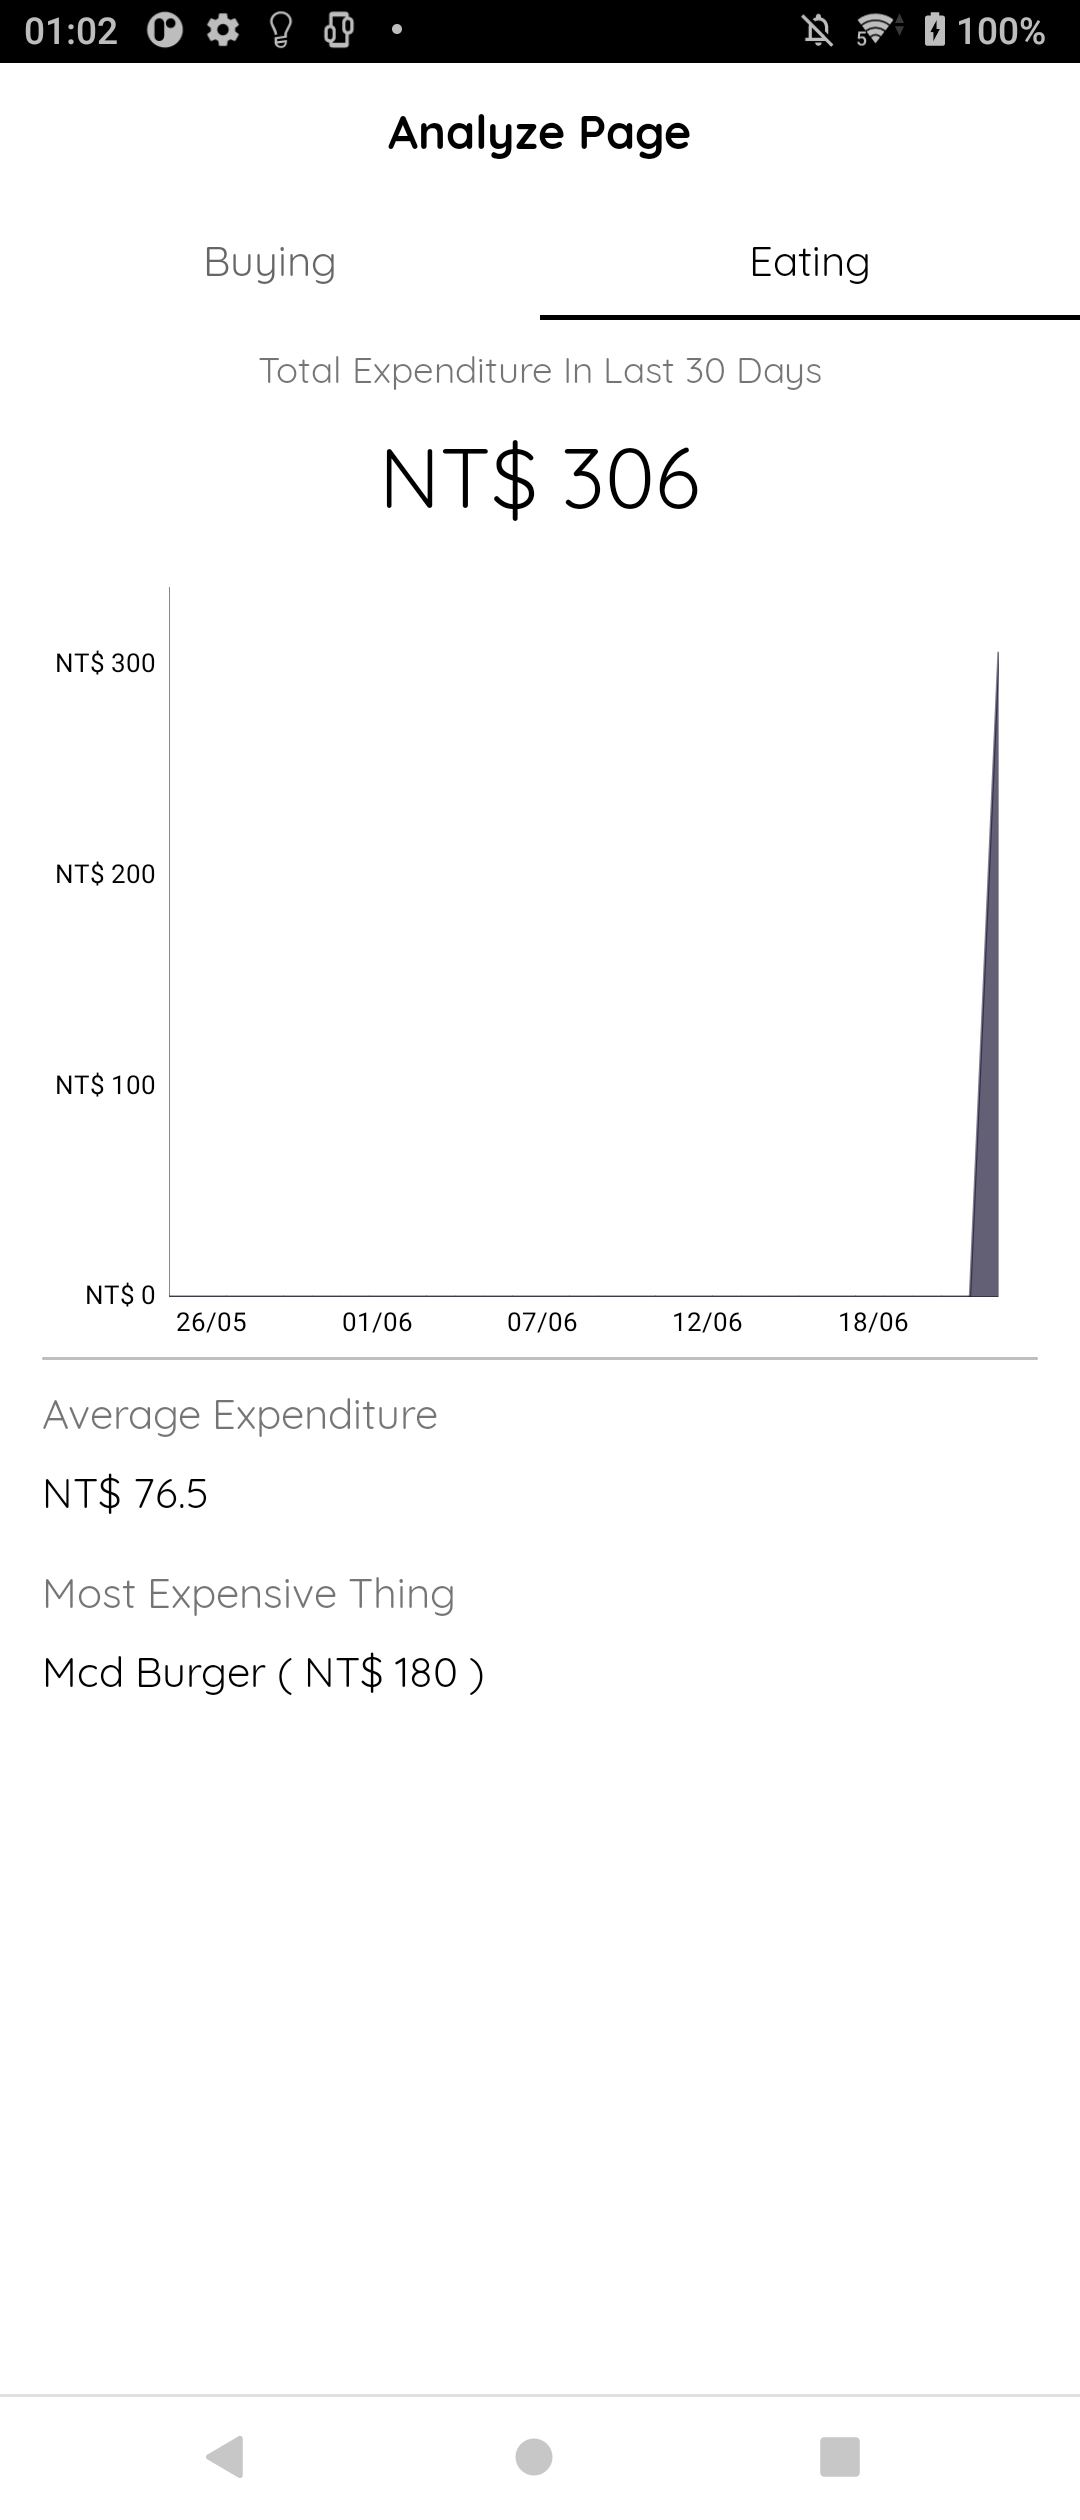 01:02
5
100%
Analyze Page
Buying Eating
Total Expenditure In Last 30 Days
NT$ 306
NT$ 300
NT$ 200
NT$ 100
NT$ 0
26/05 01/06 07/06 12/06 18/06
Average Expenditure
NT$ 76.5
Most Expensive Thing
Mcd Burger ( NT$ 180 )